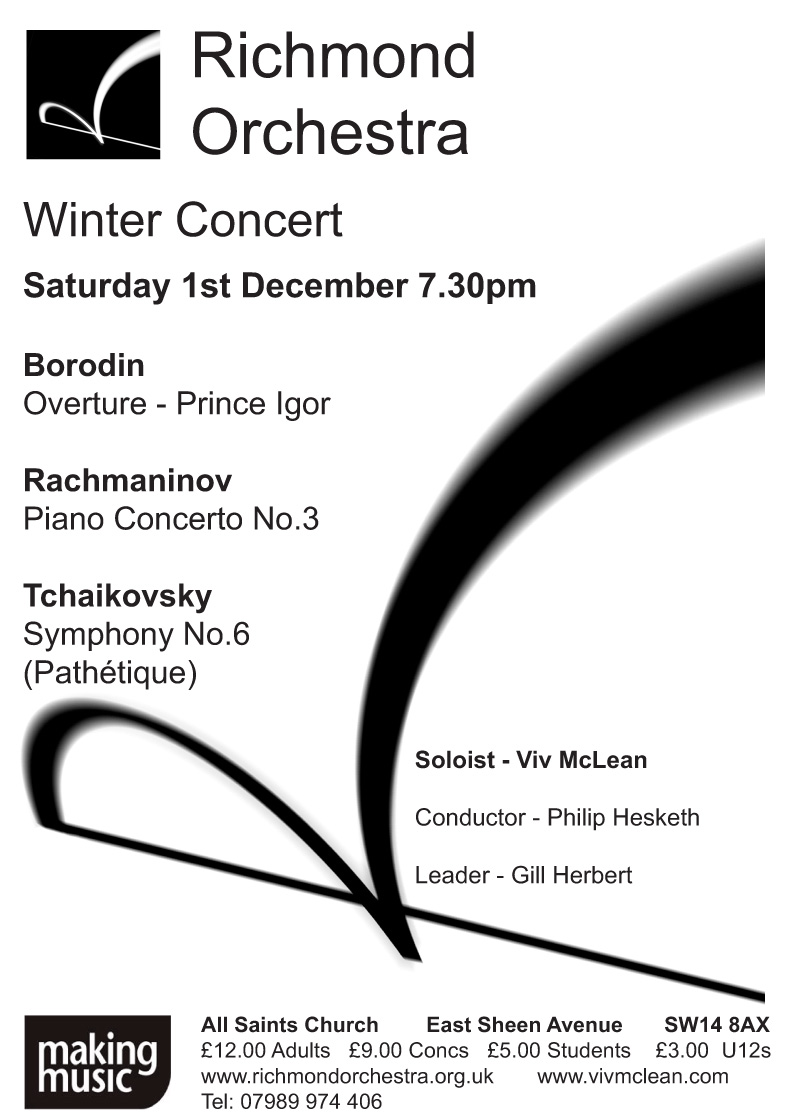 Richmond
Orchestra
Winter Concert
Saturday 1st December 7.30pm
Borodin
Overture - Prince Igor
Rachmaninov
Piano Concerto No.3
Tchaikovsky
Symphony No.6
(Pathétique)
Soloist - Viv McLean
Conductor - Philip Hesketh
Leader - Gill Herbert
making
music
All Saints Church East Sheen Avenue SW14 8AX
£12.00 Adults £9.00 Concs £5.00 Students £3.00 U12s
www.richmondorchestra.org.uk www.vivmclean.com
Tel: 07989 974 406